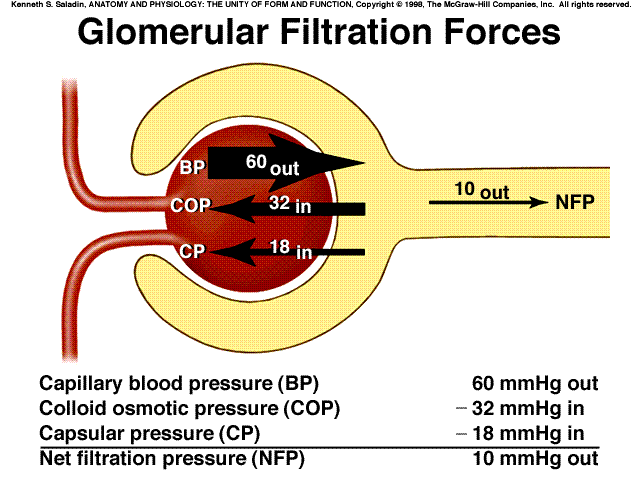 Kenneth S. Saladin, ANATOMY AND PHYSIOLOGY: THE UNITY OF FORM AND FUNCTION, Copyright © 1998, The McGraw-Hill Companies, Inc. All rights reserved.
Glomerular Filtration Forces
BP 60 out
10 out
COP 32 in NFP
CP 18 in
Capillary blood pressure (BP) 60 mmHg out
Colloid osmotic pressure (COP) – 32 mmHg in
Capsular pressure (CP) – 18 mmHg in
Net filtration pressure (NFP) 10 mmHg out